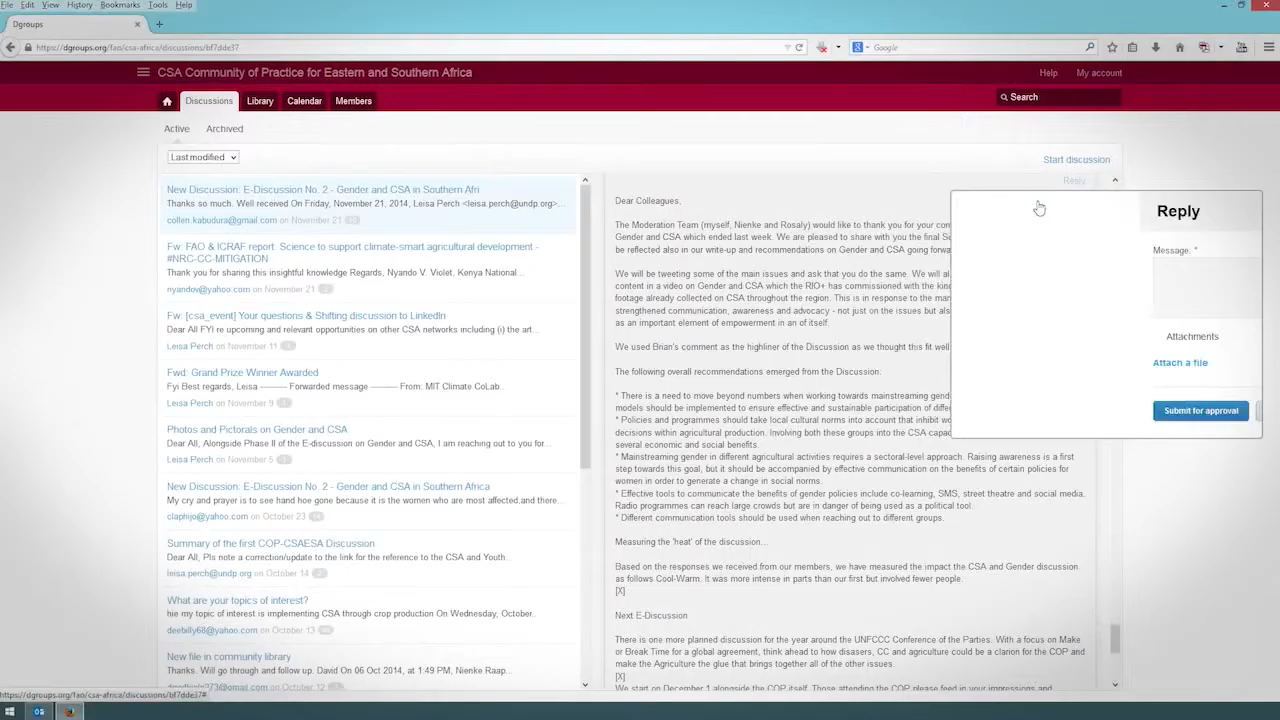 File Edit View History Bookmarks Tools Help
Dgroups
https://dgroups.org/fao/csa-africa/discussions/bf7dde37
Google
CSA Community of Practice for Eastern and Southern Africa
Help My account
Discussions Library Calendar Members
Search
Active Archived
Last modified
Start discussion
New Discussion: E-Discussion No. 2 - Gender and CSA in Southern Afri
Thanks so much. Well received On Friday, November 21, 2014, Leisa Perch <leisa.perch@undp.org>...
collen.kabudura@gmail.com on November 21
Fw: FAO & ICRAF report: Science to support climate-smart agricultural development -
#NRC-CC-MITIGATION
Thank you for sharing this insightful knowledge Regards, Nyando V. Violet, Kenya National...
nyandov@yahoo.com on November 21
Fw: [csa_event] Your questions & Shifting discussion to LinkedIn
Dear All FYI re upcoming and relevant opportunities on other CSA networks including (i) the art...
Leisa Perch on November 11
Fwd: Grand Prize Winner Awarded
Fyi Best regards, Leisa ---------- Forwarded message ---------- From: MIT Climate CoLab..
Leisa Perch on November 9
Photos and Pictorals on Gender and CSA
Dear All, Alongside Phase II of the E-discussion on Gender and CSA, I am reaching out to you for...
Leisa Perch on November 5
New Discussion: E-Discussion No. 2 - Gender and CSA in Southern Africa
My cry and prayer is to see hand hoe gone because it is the women who are most affected,and there...
claphijo@yahoo.com on October 23
Summary of the first COP-CSAESA Discussion
Dear All, Pls note a correction/update to the link for the reference to the CSA and Youth...
leisa.perch@undp.org on October 14
What are your topics of interest?
hie my topic of interest is implementing CSA through crop production On Wednesday, October..
deebilly68@yahoo.com on October 13
New file in community library
Thanks. Will go through and follow up. David On 06 Oct 2014, at 1:49 PM, Nienke Raap...
@gmail.com on October 12
Reply
Dear Colleagues,
The Moderation Team (myself, Nienke and Rosaly) would like to thank you for your con
Gender and CSA which ended last week. We are pleased to share with you the final Su
be reflected also in our write-up and recommendations on Gender and CSA going forwa
We will be tweeting some of the main issues and ask that you do the same. We will al
content in a video on Gender and CSA which the RIO+ has commissioned with the kind
footage already collected on CSA throughout the region. This is in response to the man
strengthened communication, awareness and advocacy - not just on the issues but als
as an important element of empowerment in an of itself.
We used Brian's comment as the highliner of the Discussion as we thought this fit well
The following overall recommendations emerged from the Discussion:
* There is a need to move beyond numbers when working towards mainstreaming gend
models should be implemented to ensure effective and sustainable participation of differ
* Policies and programmes should take local cultural norms into account that inhibit wo
decisions within agricultural production. Involving both these groups into the CSA capac
several economic and social benefits.
* Mainstreaming gender in different agricultural activities requires a sectoral-level approach. Raising awareness is a first
step towards this goal, but it should be accompanied by effective communication on the benefits of certain policies for
women in order to generate a change in social norms.
* Effective tools to communicate the benefits of gender policies include co-learning, SMS, street theatre and social media.
Radio programmes can reach large crowds but are in danger of being used as a political tool.
* Different communication tools should be used when reaching out to different groups.
Measuring the 'heat' of the discussion...
Based on the responses we received from our members, we have measured the impact the CSA and Gender discussion
as follows Cool-Warm. It was more intense in parts than our first but involved fewer people.
[X]
Next E-Discussion
There is one more planned discussion for the year around the UNFCCC Conference of the Parties. With a focus on Make
or Break Time for a global agreement, think ahead to how disasers, CC and agriculture could be a clarion for the COP and
make the Agriculture the glue that brings together all of the other issues.
[X]
We start on December 1 alongside the COP itself. Those attending the COP please feed in your impressions and
Reply
Message: *
Attachments
Attach a file
Submit for approval
https://dgroups.org/fao/csa-africa/discussions/bf7dde37#